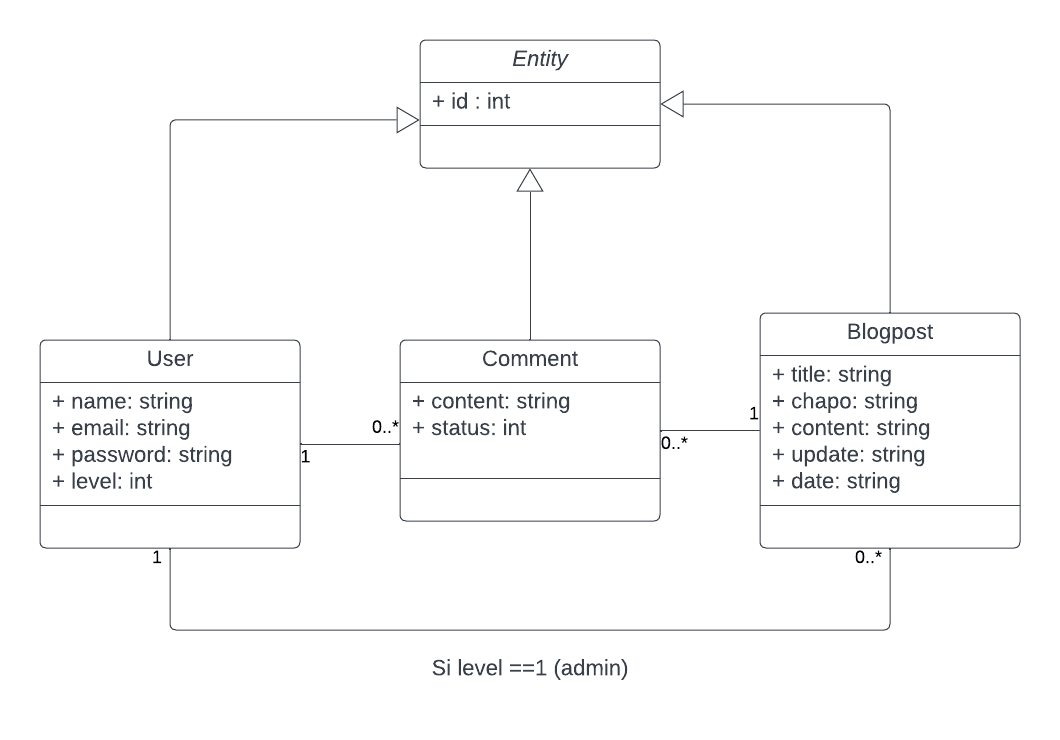 Entity
+ id : int
User
+ name: string
+ email: string
+ password: string
+ level: int
1
1
Comment
+ content: string
+ status: int
0..*
0..*
Blogpost
+ title: string
+ chapo: string
+ content: string
+ update: string
+ date: string
1
0..*
Si level ==1 (admin)